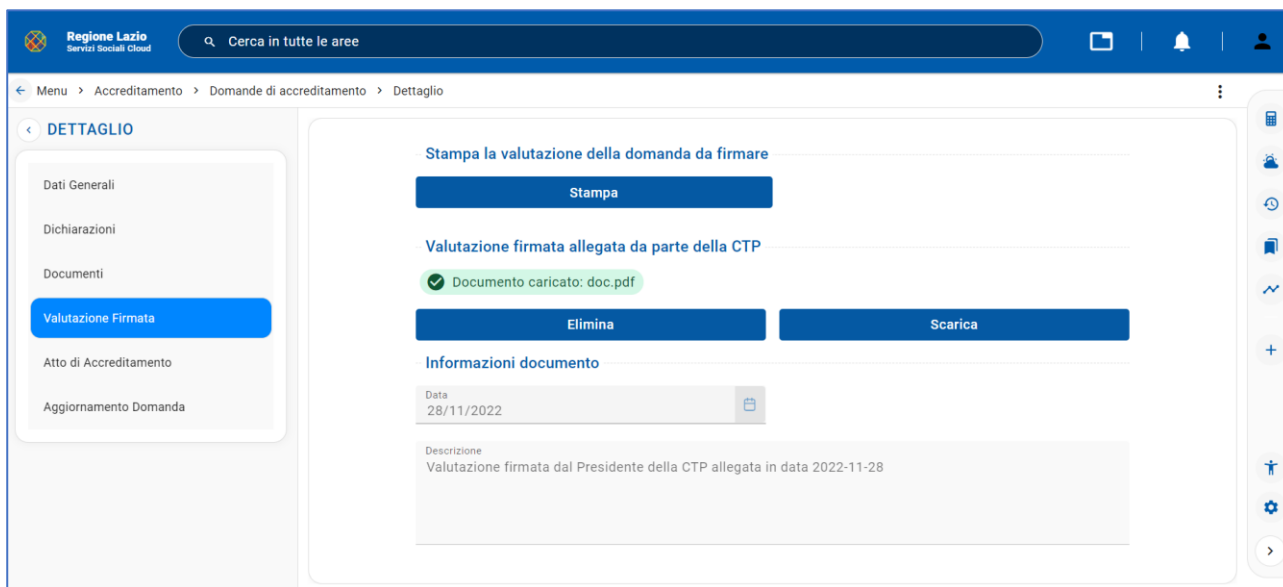 Regione Lazio
Servizi Sociali Cloud
Cerca in tutte le aree
Menu > Accreditamento > Domande di accreditamento > Dettaglio
DETTAGLIO
Dati Generali
Dichiarazioni
Documenti
Valutazione Firmata
Atto di Accreditamento
Aggiornamento Domanda
Stampa la valutazione della domanda da firmare
Stampa
Valutazione firmata allegata da parte della CTP
Documento caricato: doc.pdf
Elimina
Scarica
Informazioni documento
Data
28/11/2022
Descrizione
Valutazione firmata dal Presidente della CTP allegata in data 2022-11-28